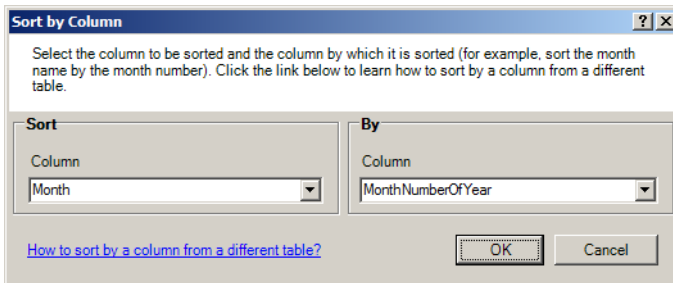 Sort by Column
Select the column to be sorted and the column by which it is sorted (for example, sort the month
name by the month number). Click the link below to learn how to sort by a column from a different
table.
Sort
By
Column
Column
Month
MonthNumberOfYear
How to sort by a column from a different table?
OK
Cancel